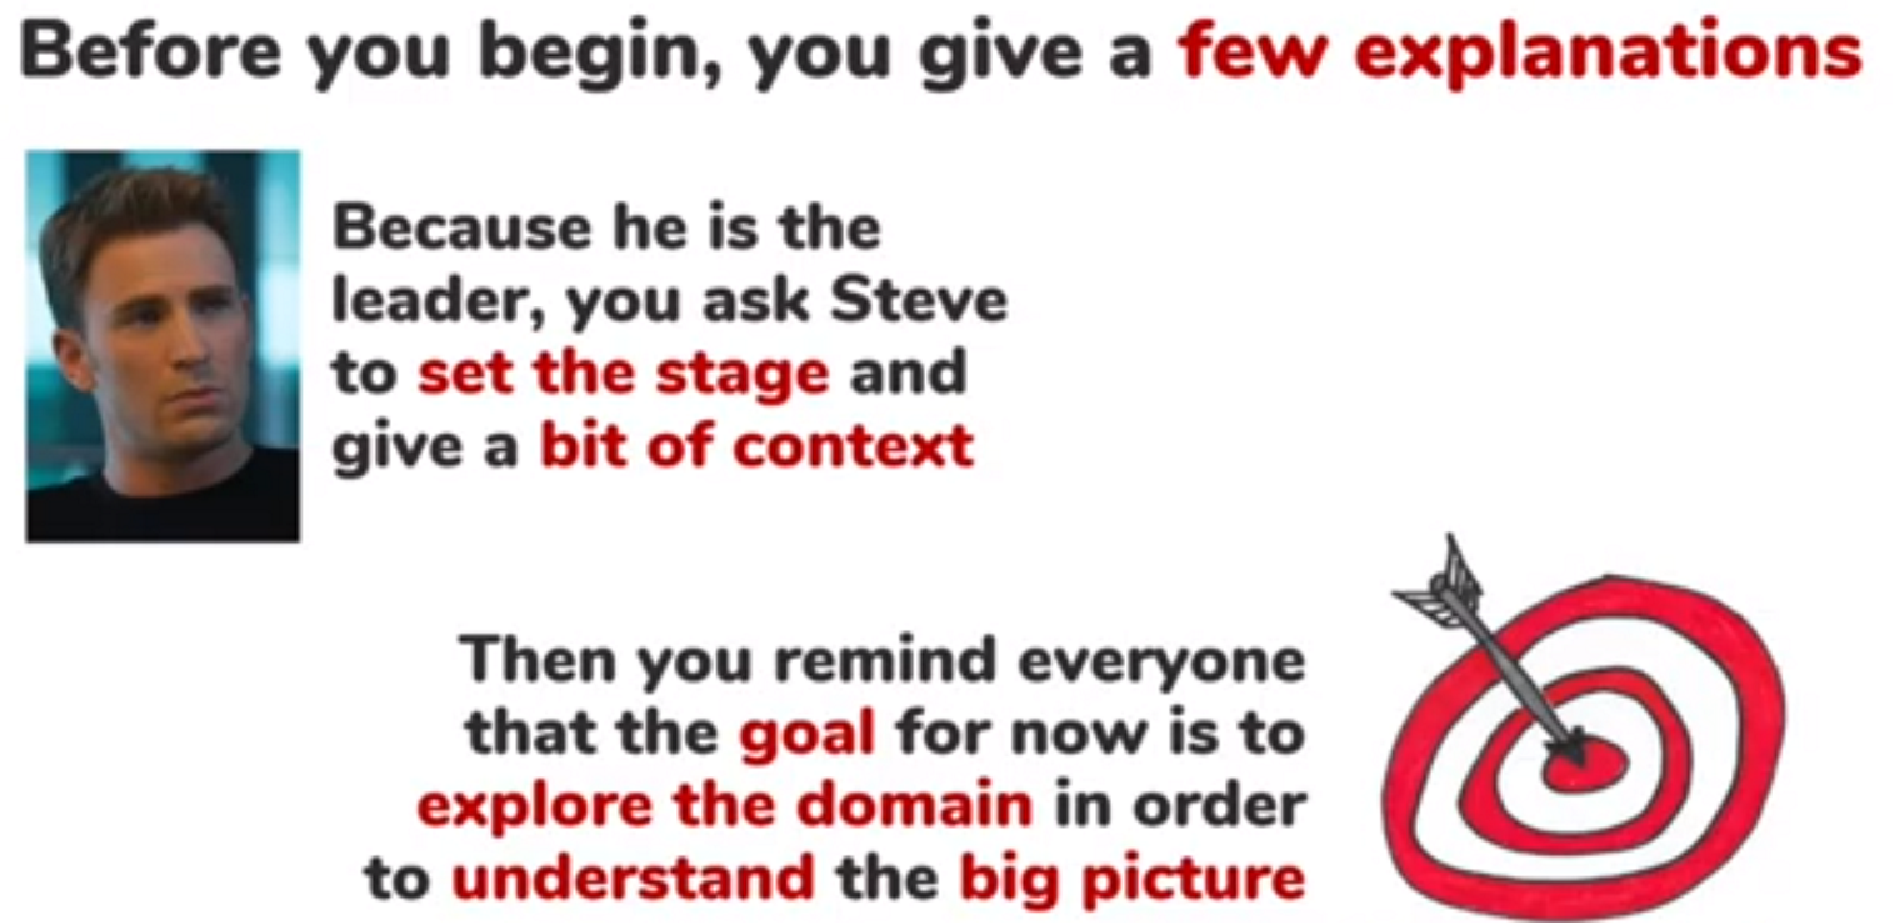 Before you begin, you give a few explanations
Because he is the
leader, you ask Steve
to set the stage and
give a bit of context
Then you remind everyone
that the goal for now is to
explore the domain in order
to understand the big picture